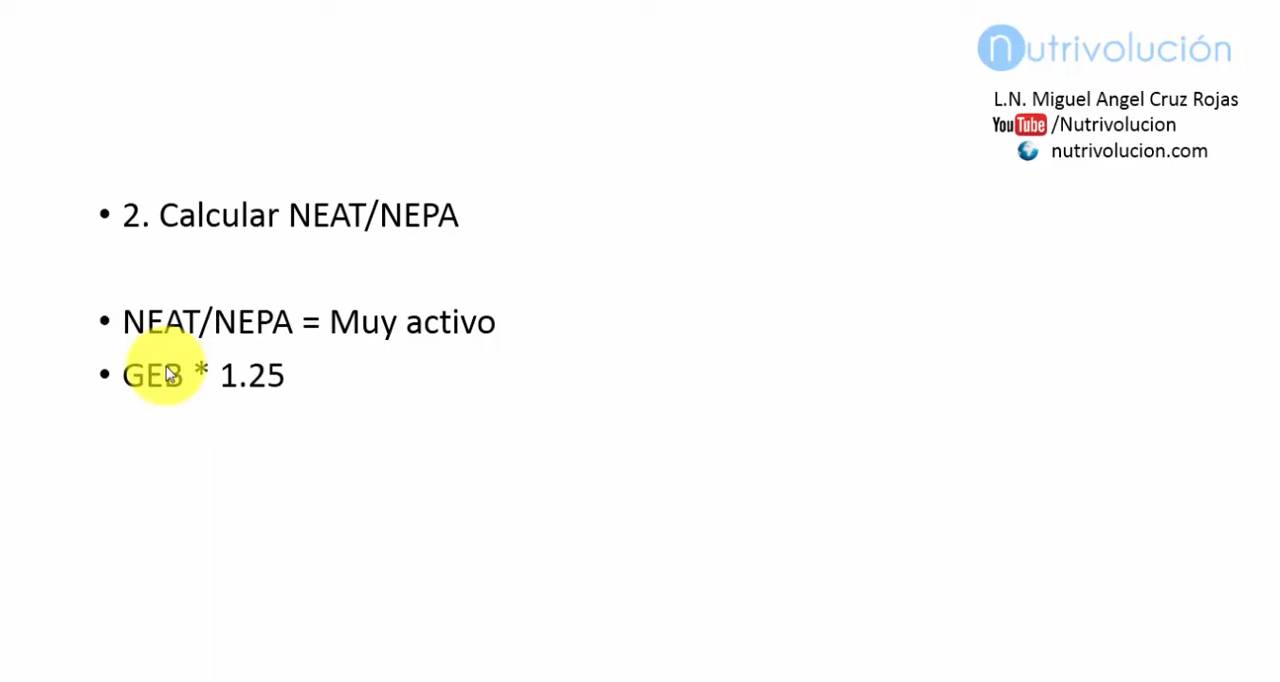 nutrivolución
L.N. Miguel Angel Cruz Rojas
YouTube /Nutrivolucion
nutrivolucion.com
• 2. Calcular NEAT/NEPA
• NEAT/NEPA = Muy activo
• GEB * 1.25